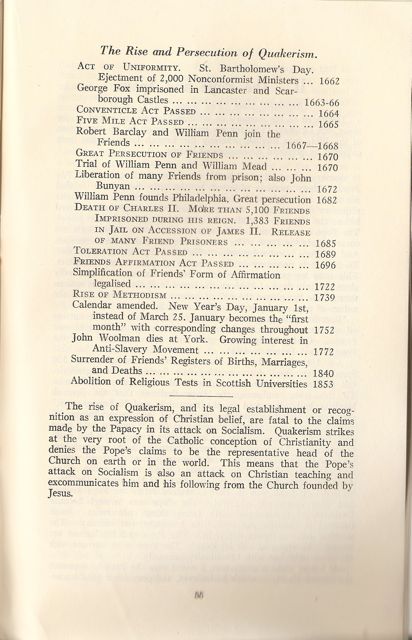 The Rise and Persecution of Quakerism.
ACT OF UNIFORMITY. St. Bartholomew's Day.
Ejectment of 2,000 Nonconformist Ministers ... 1662
George Fox imprisoned in Lancaster and Scar-
borough Castles ... ... ... ... ... ... ... ... 1663-66
CONVENTICLE ACT PASSED ... ... ... ... ... ... ... 1664
FIVE MILE ACT PASSED ... ... ... ... ... ... ... ... 1665
Robert Barclay and William Penn join the
Friends ... ... ... ... ... ... ... ... ... 1667—1668
GREAT PERSECUTION OF FRIENDS ... ... ... ... ... 1670
Trial of William Penn and William Mead ... ... ... 1670
Liberation of many Friends from prison; also John
Bunyan ... ... ... ... ... ... ... ... ... ... ... 1672
William Penn founds Philadelphia, Great persecution 1682
DEATH OF CHARLES II. MORE THAN 5,100 FRIENDS
IMPRISONED DURING HIS REIGN. 1,383 FRIENDS
IN JAIL ON ACCESSION OF JAMES II. RELEASE
OF MANY FRIEND PRISONERS ... ... ... ... ... 1685
TOLERATION ACT PASSED ... ... ... ... ... ... ... 1689
FRIENDS AFFIRMATION ACT PASSED ... ... ... ... 1696
Simplification of Friends' Form of Affirmation
legalised ... ... ... ... ... ... ... ... ... ... 1722
RISE OF METHODISM ... ... ... ... ... ... ... ... 1739
Calendar amended. New Year's Day, January 1st,
instead of March 25. January becomes the "first
month" with corresponding changes throughout 1752
John Woolman dies at York. Growing interest in
Anti-Slavery Movement ... ... ... ... ... ... 1772
Surrender of Friends' Registers of Births, Marriages,
and Deaths ... ... ... ... ... ... ... ... ... ... 1840
Abolition of Religious Tests in Scottish Universities 1853
The rise of Quakerism, and its legal establishment or recog-
nition as an expression of Christian belief, are fatal to the claims
made by the Papacy in its attack on Socialism. Quakerism strikes
at the very root of the Catholic conception of Christianity and
denies the Pope's claims to be the representative head of the
Church on earth or in the world. This means that the Pope's
attack on Socialism is also an attack on Christian teaching and
excommunicates him and his following from the Church founded by
Jesus.